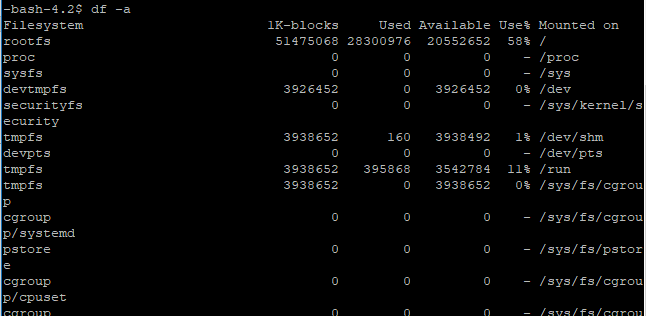 -bash-4.2$ df -a
Filesystem 1K-blocks Used Available Use% Mounted on
rootfs 51475068 28300976 20552652 58% /
proc 0 0 0 - /proc
sysfs 0 0 0 - /sys
devtmpfs 3926452 0 3926452 0% /dev
securityfs 0 0 0 - /sys/kernel/s
ecurity
tmpfs 3938652 160 3938492 1% /dev/shm
devpts 0 0 0 - /dev/pts
tmpfs 3938652 395868 3542784 11% /run
tmpfs 3938652 0 3938652 0% /sys/fs/cgrou
p
cgroup 0 0 0 - /sys/fs/cgrou
p/systemd
pstore 0 0 0 - /sys/fs/pstor
e
cgroup 0 0 0 - /sys/fs/cgrou
p/cpuset
cgroup 0 0 0 - /sys/fs/cgrou